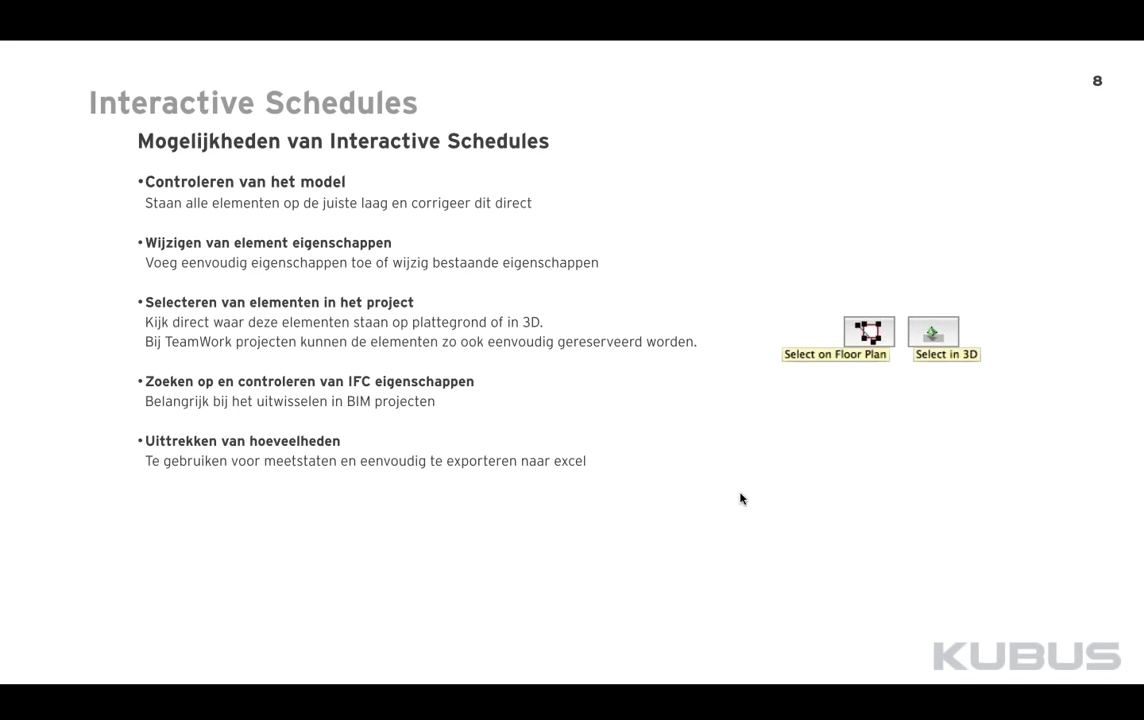 8
Interactive Schedules
Mogelijkheden van Interactive Schedules
•Controleren van het model
Staan alle elementen op de juiste laag en corrigeer dit direct
•Wijzigen van element eigenschappen
Voeg eenvoudig eigenschappen toe of wijzig bestaande eigenschappen
•Selecteren van elementen in het project
Kijk direct waar deze elementen staan op plattegrond of in 3D.
Bij TeamWork projecten kunnen de elementen zo ook eenvoudig gereserveerd worden.
Select on Floor Plan
Select in 3D
•Zoeken op en controleren van IFC eigenschappen
Belangrijk bij het uitwisselen in BIM projecten
•Uittrekken van hoeveelheden
Te gebruiken voor meetstaten en eenvoudig te exporteren naar excel
KUBUS